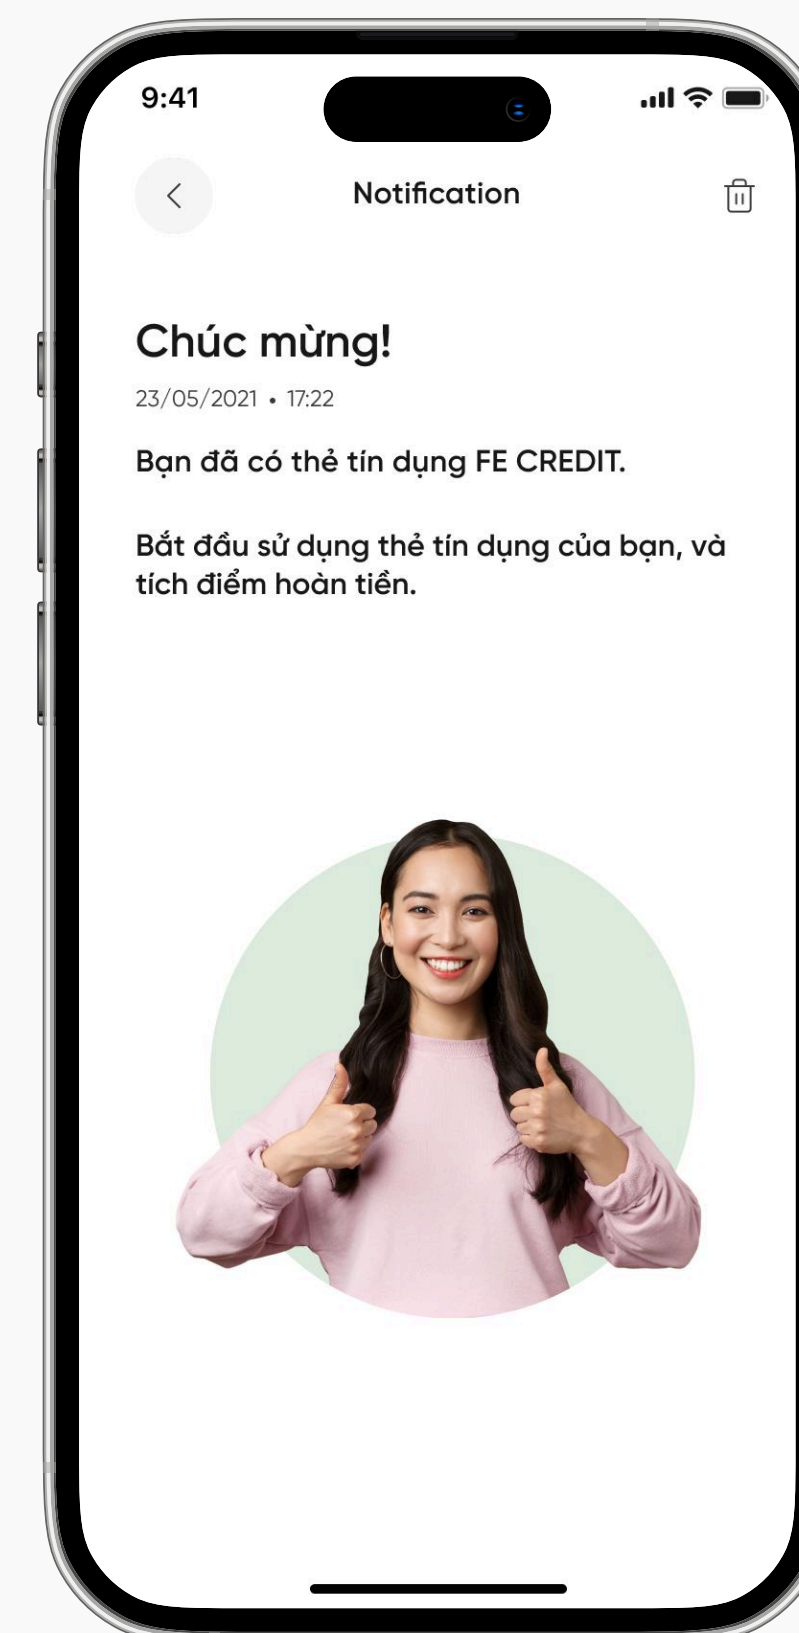 9:41
Notification
Chúc mừng!
23/05/2021 • 17:22
Bạn đã có thẻ tín dụng FE CREDIT.
Bắt đầu sử dụng thẻ tín dụng của bạn, và
tích điểm hoàn tiền.